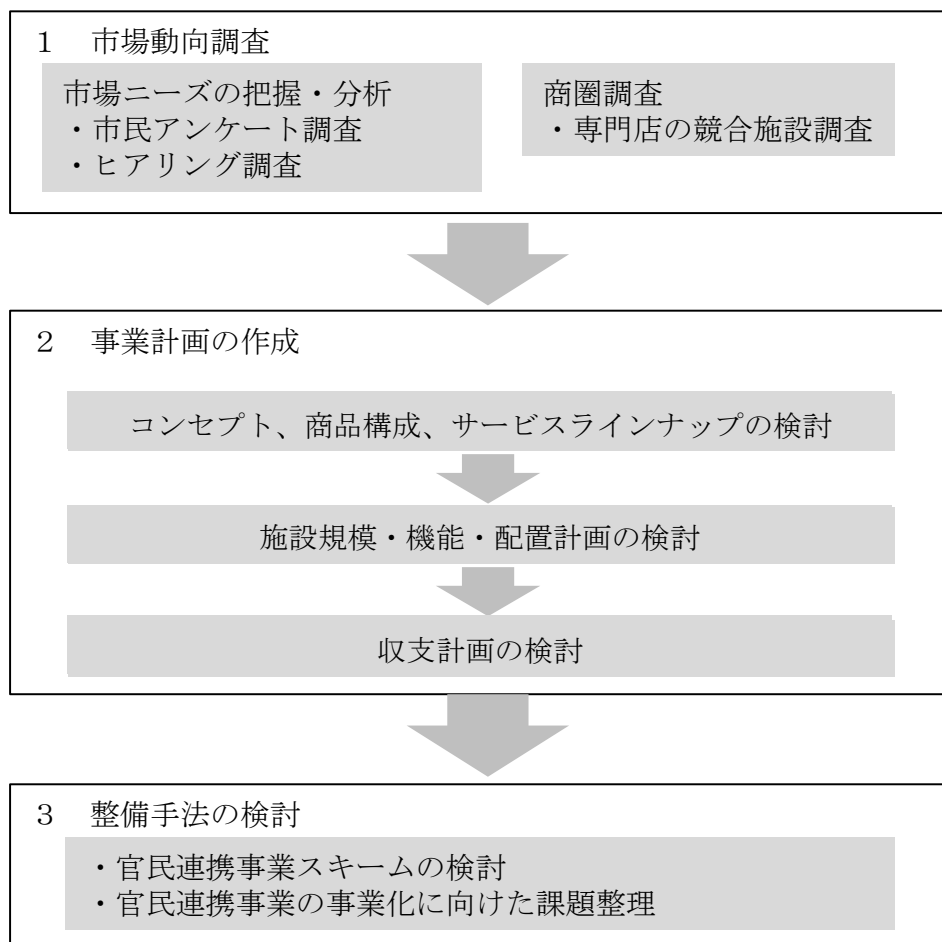 １　市場動向調査
市場ニーズの把握・分析
・市民アンケート調査
・ヒアリング調査
商圏調査
・専門店の競合施設調査
２　事業計画の作成
コンセプト、商品構成、サービスラインナップの検討
施設規模・機能・配置計画の検討
収支計画の検討
３　整備手法の検討
・官民連携事業スキームの検討
・官民連携事業の事業化に向けた課題整理